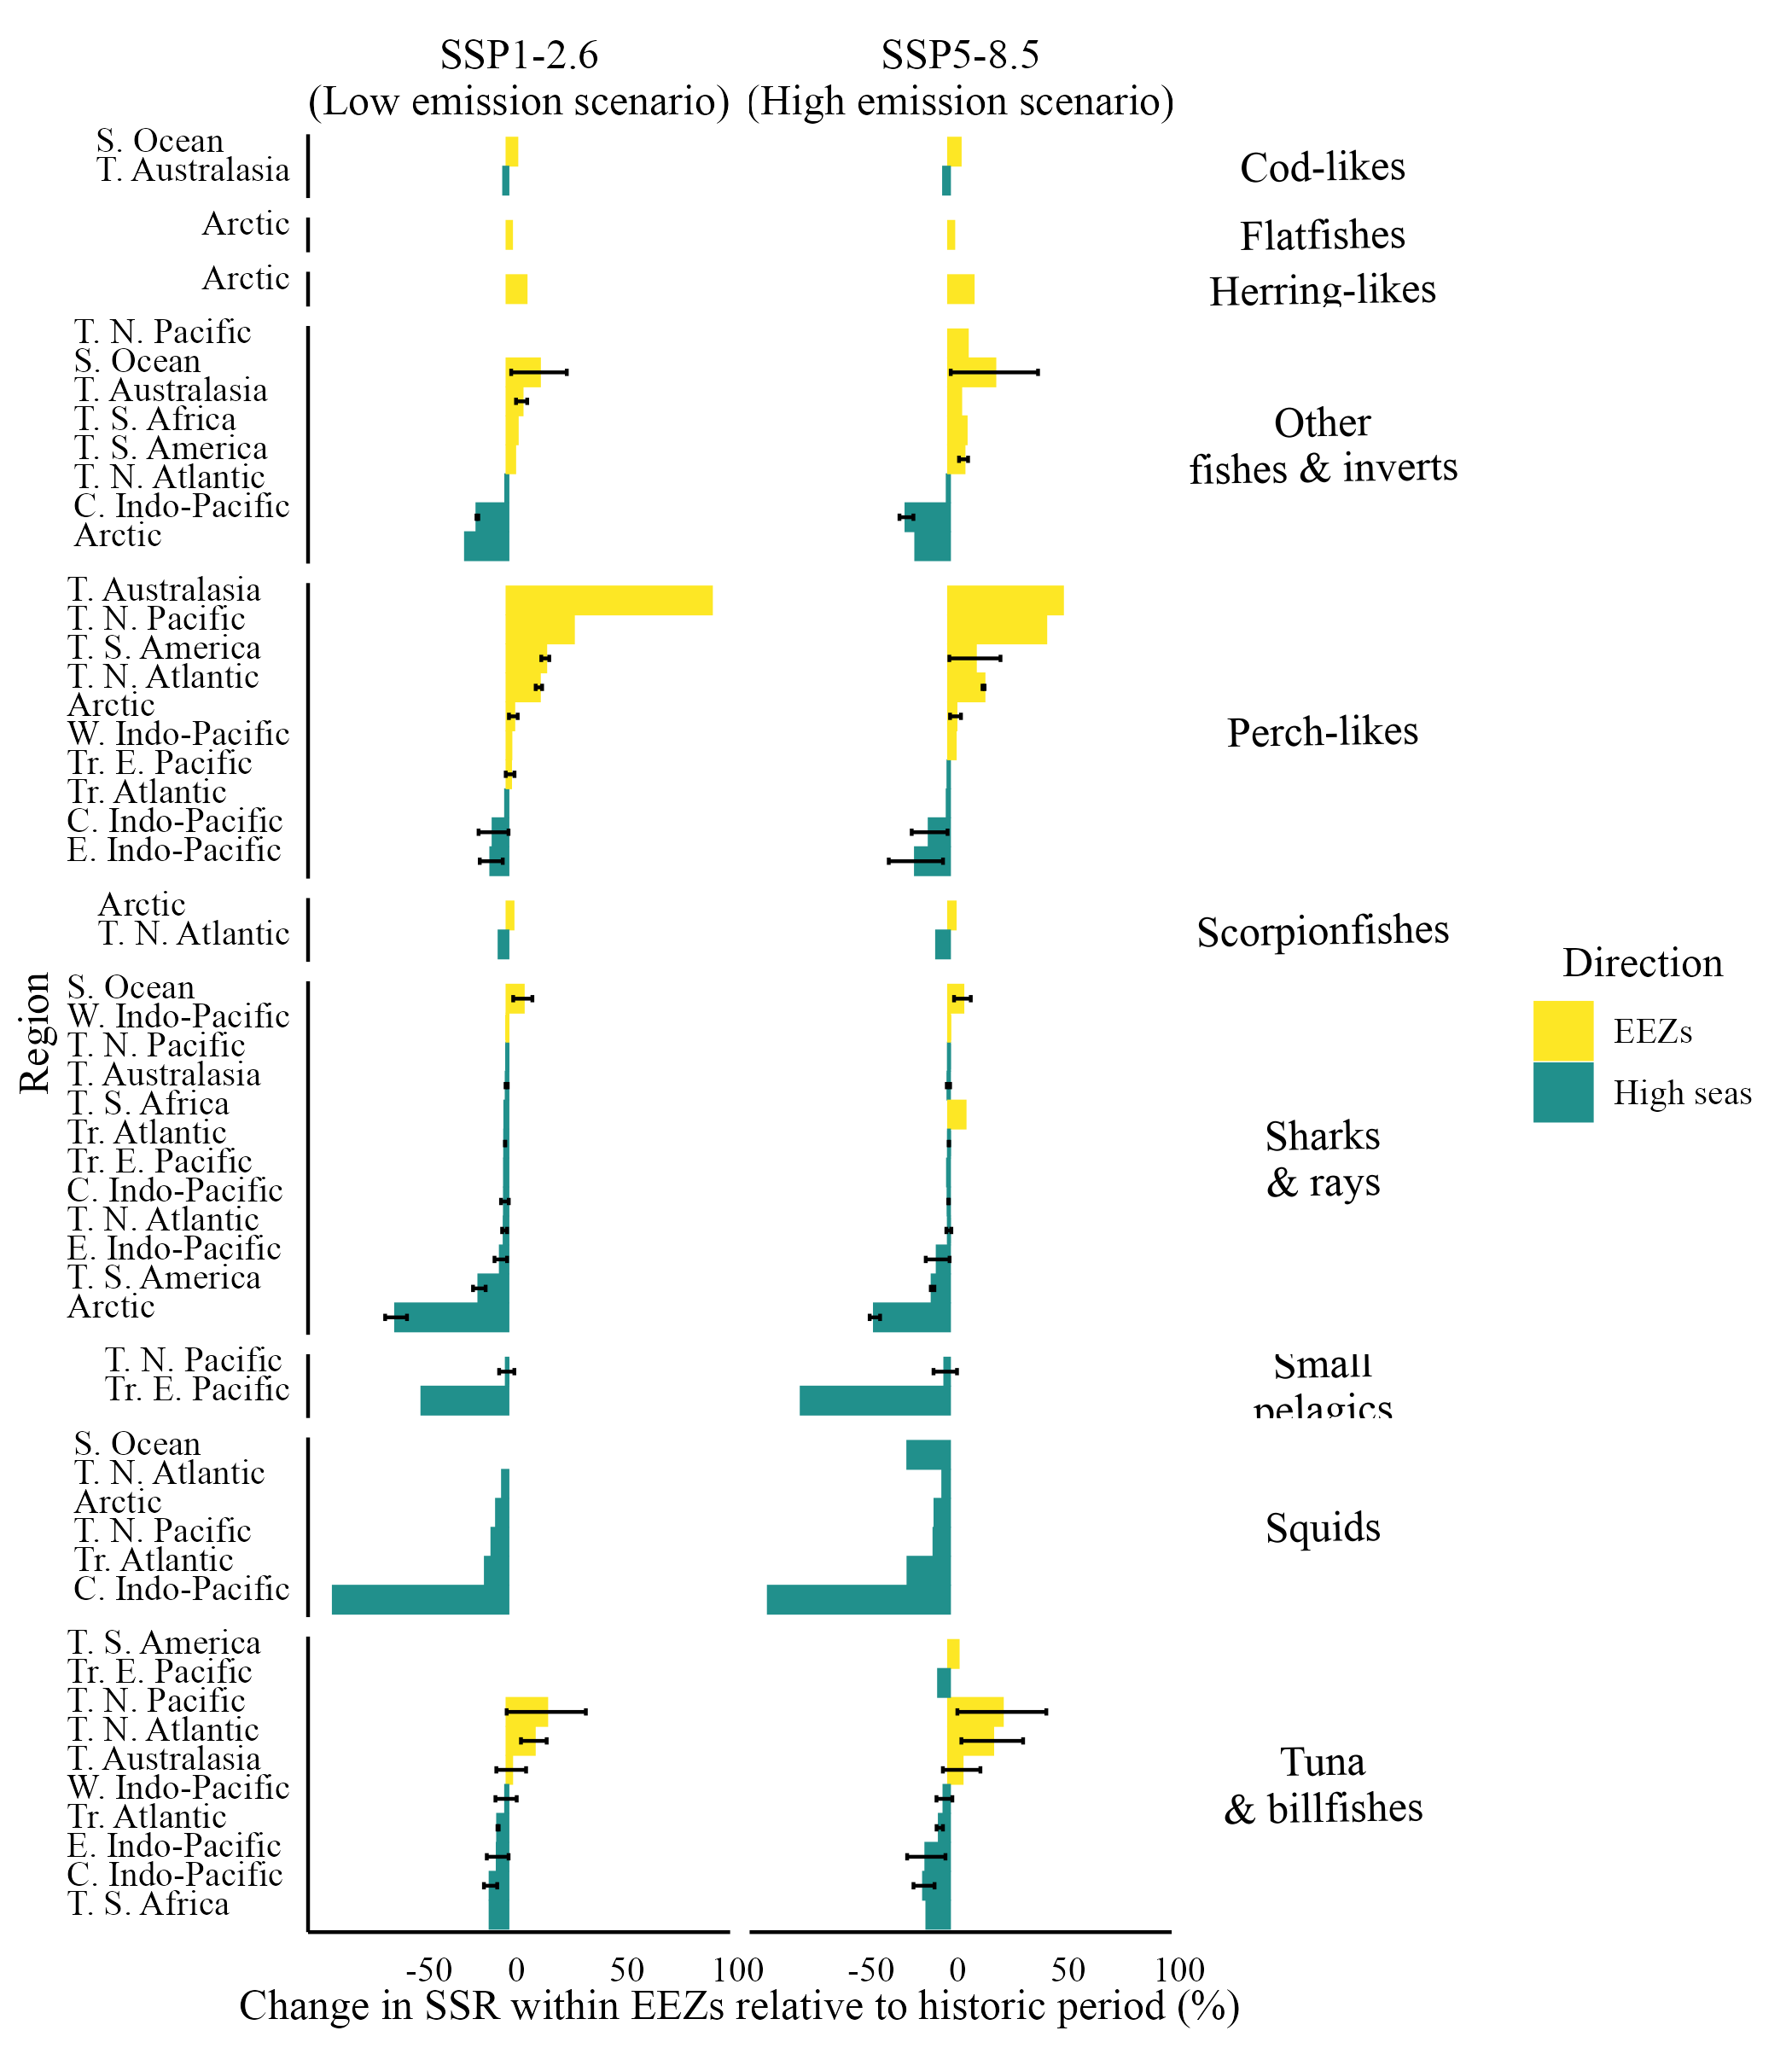 SSP1-2.6
(Low emission scenario)
SSP5-8.5
(High emission scenario)
S. Ocean
T. Australasia
Cod-likes
Arctic
Flatfishes
Arctic
Herring-likes
T. N. Pacific
S. Ocean
T. Australasia
T. S. Africa
T. S. America
T. N. Atlantic
C. Indo-Pacific
Arctic
Other
fishes & inverts
T. Australasia
T. N. Pacific
T. S. America
T. N. Atlantic
Arctic
W. Indo-Pacific
Tr. E. Pacific
Tr. Atlantic
C. Indo-Pacific
E. Indo-Pacific
Perch-likes
Arctic
T. N. Atlantic
Scorpionfishes
S. Ocean
W. Indo-Pacific
T. N. Pacific
T. Australasia
T. S. Africa
Tr. Atlantic
Tr. E. Pacific
C. Indo-Pacific
T. N. Atlantic
E. Indo-Pacific
T. S. America
Arctic
Sharks
& rays
T. N. Pacific
Tr. E. Pacific
Small
pelagics
S. Ocean
T. N. Atlantic
Arctic
T. N. Pacific
Tr. Atlantic
C. Indo-Pacific
Squids
T. S. America
Tr. E. Pacific
T. N. Pacific
T. N. Atlantic
T. Australasia
W. Indo-Pacific
Tr. Atlantic
E. Indo-Pacific
C. Indo-Pacific
T. S. Africa
Tuna
& billfishes
Region
-50 0 50 100
-50 0 50 100
Change in SSR within EEZs relative to historic period (%)
Direction
EEZs
High seas